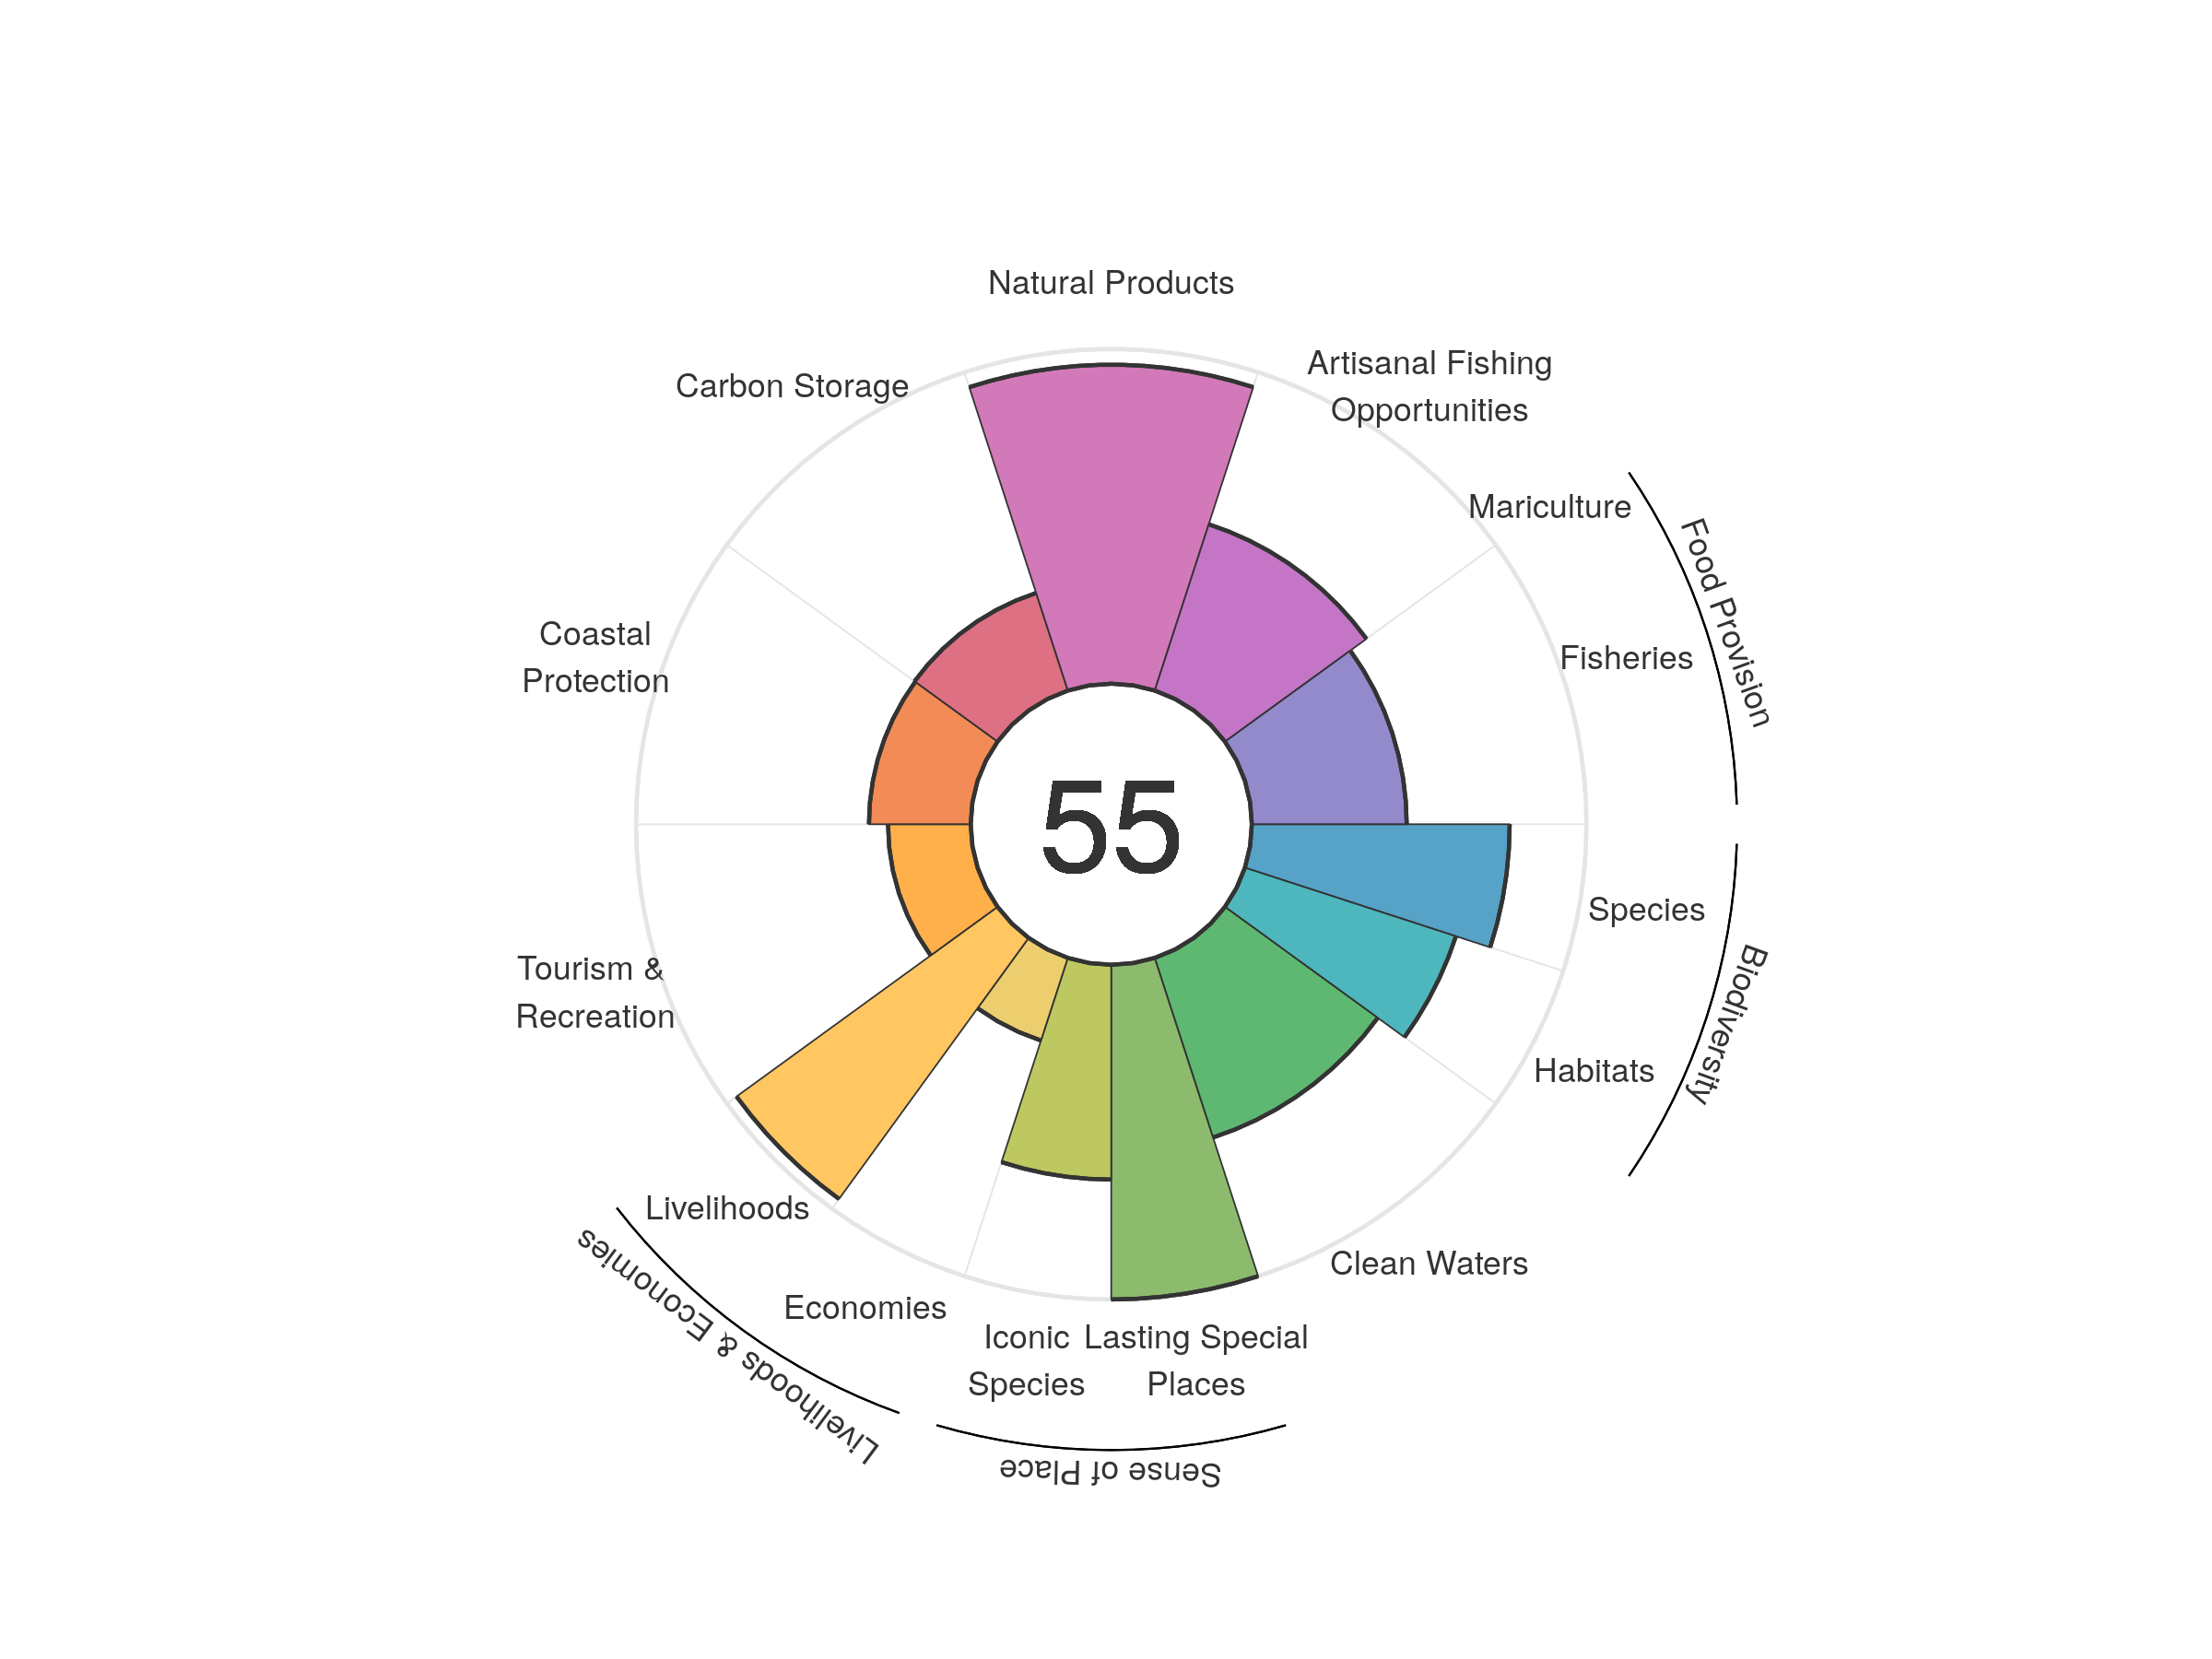 Natural Products
Artisanal Fishing
Opportunities
Carbon Storage
Mariculture
Food Provision
Fisheries
Coastal
Protection
55
Species
Biodiversity
Tourism &
Recreation
Habitats
Livelihoods
Livelihoods & Economies
Clean Waters
Economies
Iconic
Species
Lasting Special
Places
Sense of Place